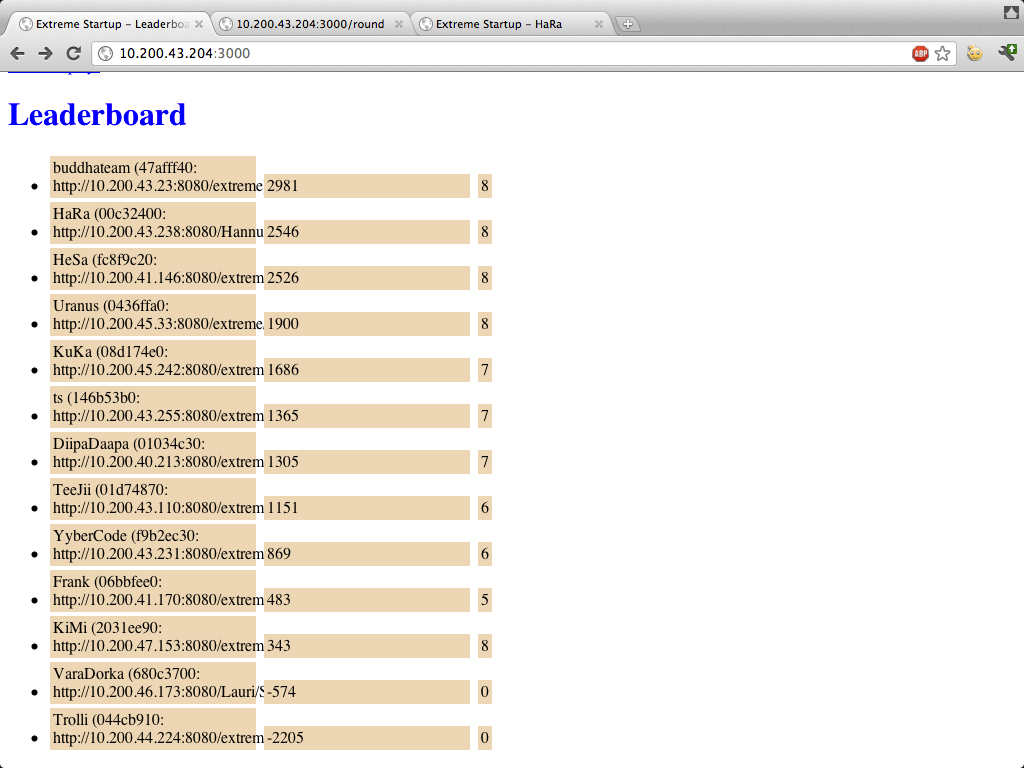 Extreme Startup – Leaderboa
10.200.43.204:3000/round
Extreme Startup – HaRa
10.200.43.204:3000
ABP
Leaderboard
buddhateam (47afff40:
http://10.200.43.23:8080/extreme 2981 8
HaRa (00c32400:
http://10.200.43.238:8080/Hannu 2546 8
HeSa (fc8f9c20:
http://10.200.41.146:8080/extrem 2526 8
Uranus (0436ffa0:
http://10.200.45.33:8080/extreme. 1900 8
KuKa (08d174e0:
http://10.200.45.242:8080/extrem 1686 7
ts (146b53b0:
http://10.200.43.255:8080/extrem 1365 7
DiipaDaapa (01034c30:
http://10.200.40.213:8080/extrem 1305 7
TeeJii (01d74870:
http://10.200.43.110:8080/extrem 1151 6
YyberCode (f9b2ec30:
http://10.200.43.231:8080/extrem 869 6
Frank (06bbfee0:
http://10.200.41.170:8080/extrem 483 5
KiMi (2031ee90:
http://10.200.47.153:8080/extrem 343 8
VaraDorka (680c3700:
http://10.200.46.173:8080/Lauri/S -574 0
Trolli (044cb910:
http://10.200.44.224:8080/extrem -2205 0